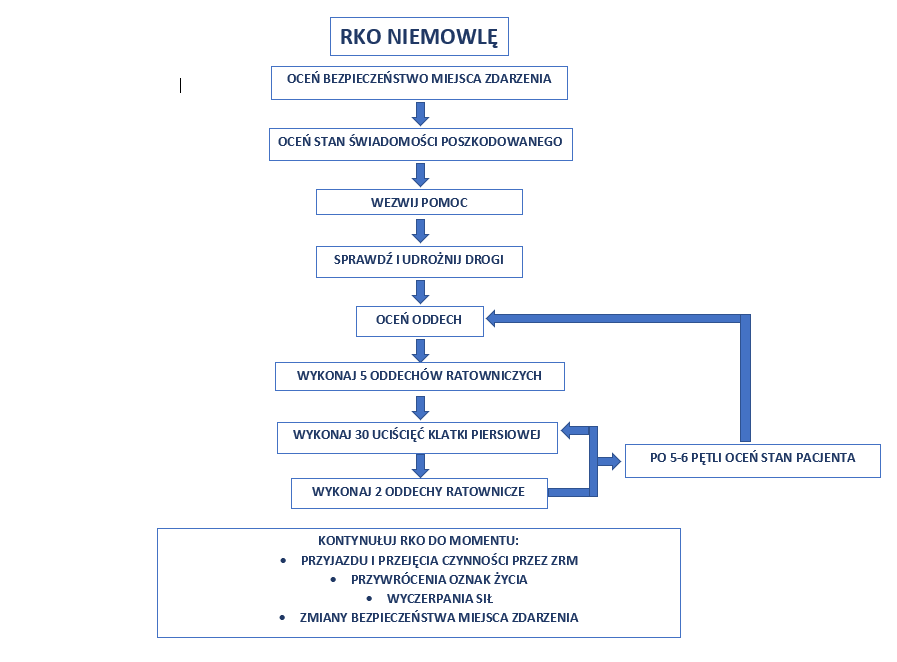 RKO NIEMOWLĘ
OCEŃ BEZPIECZEŃSTWO MIEJSCA ZDARZENIA
OCEŃ STAN ŚWIADOMOŚCI POSZKODOWANEGO
WEZWIJ POMOC
SPRAWDŹ I UDROŻNIJ DROGI
OCEŃ ODDECH
WYKONAJ 5 ODDECHÓW RATOWNICZYCH
WYKONAJ 30 UCIŚCIĘĆ KLATKI PIERSIOWEJ
PO 5-6 PĘTLI OCEŃ STAN PACJENTA
WYKONAJ 2 ODDECHY RATOWNICZE
KONTYNUŁUJ RKO DO MOMENTU:
• PRZYJAZDU I PRZEJĘCIA CZYNNOŚCI PRZEZ ZRM
• PRZYWRÓCENIA OZNAK ŻYCIA
• WYCZERPANIA SIŁ
• ZMIANY BEZPIECZEŃSTWA MIEJSCA ZDARZENIA